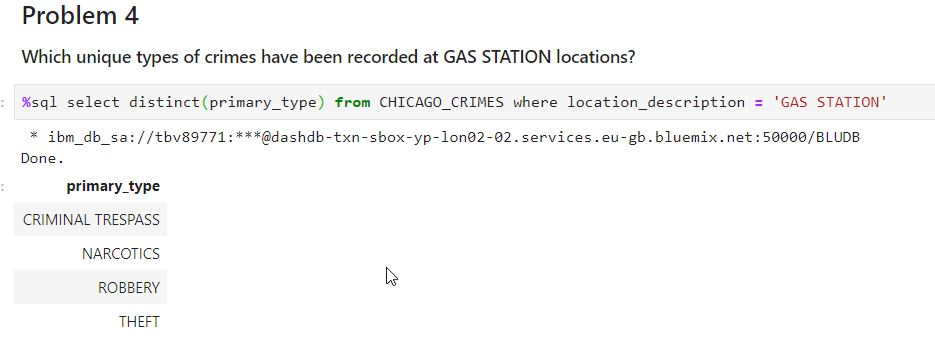 Problem 4
Which unique types of crimes have been recorded at GAS STATION locations?
: %sql select distinct(primary_type) from CHICAGO_CRIMES where location_description = 'GAS STATION'
* ibm_db_sa://tbv89771:***@dashdb-txn-sbox-yp-lon02-02.services.eu-gb.bluemix.net:50000/BLUDB
Done.
: primary_type
CRIMINAL TRESPASS
NARCOTICS
ROBBERY
THEFT